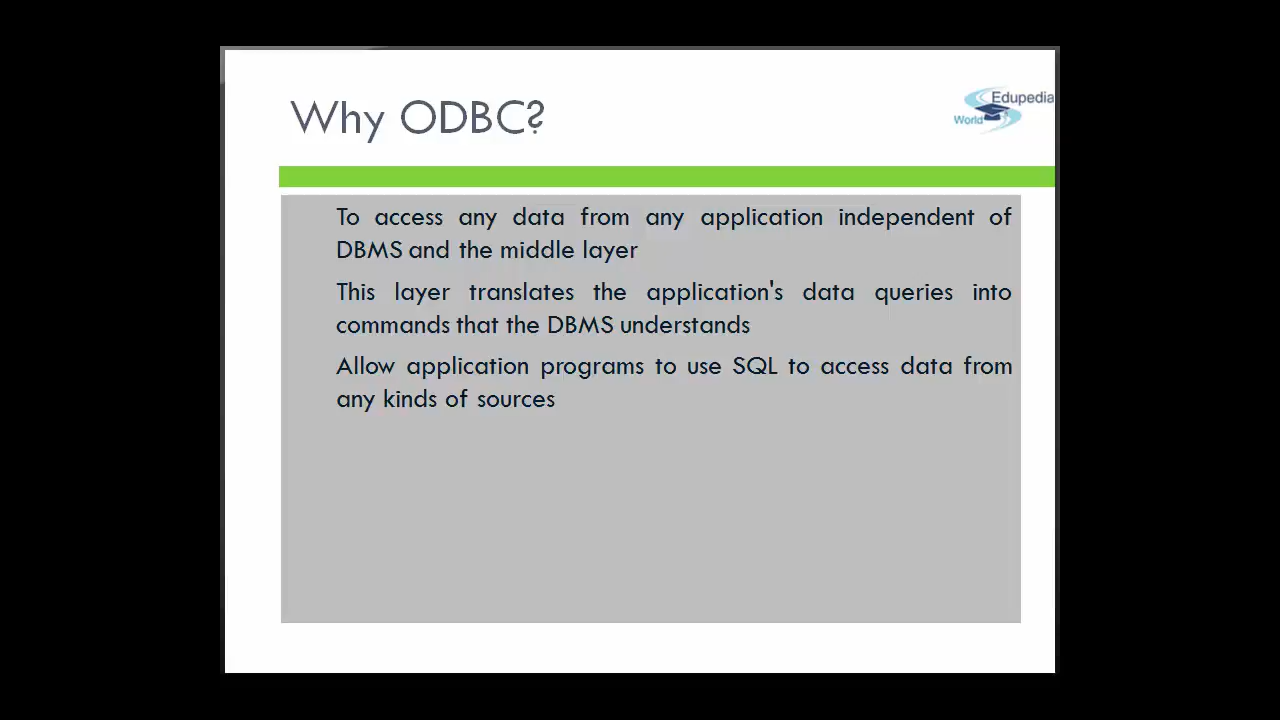 Why ODBC?
Edupedia
World
To access any data from any application independent of
DBMS and the middle layer
This layer translates the application's data queries into
commands that the DBMS understands
Allow application programs to use SQL to access data from
any kinds of sources